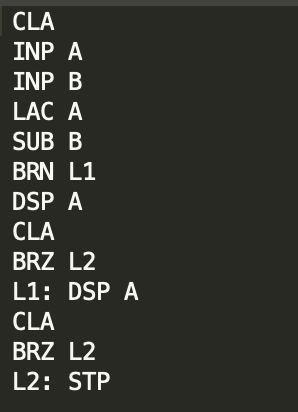 CLA
INP A
INP B
LAC A
SUB B
BRN L1
DSP A
CLA
BRZ L2
L1: DSP A
CLA
BRZ L2
L2: STP